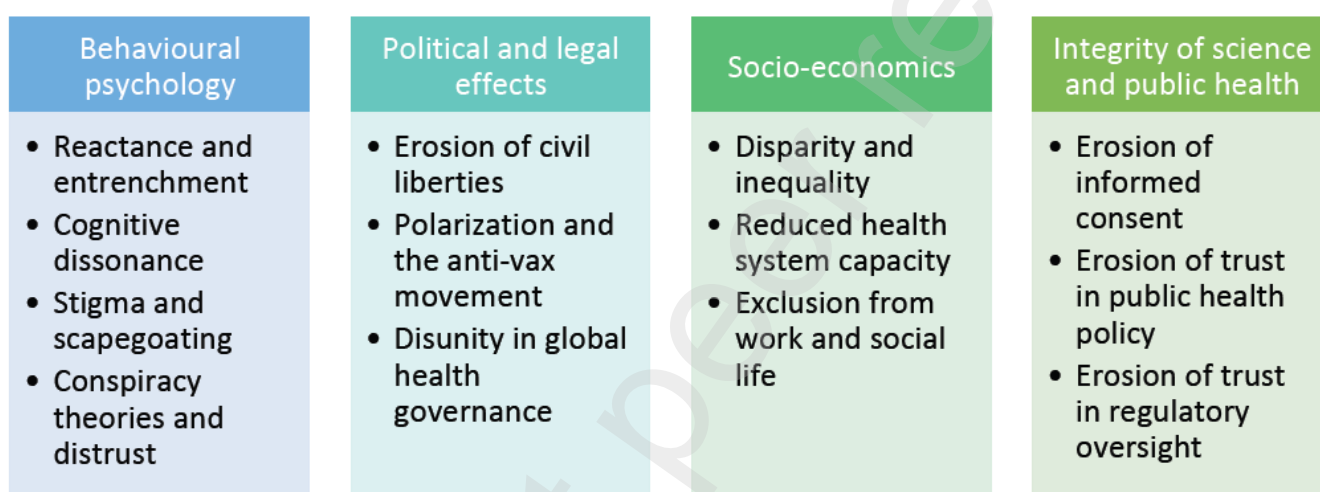 Behavioural
psychology
• Reactance and
entrenchment
• Cognitive
dissonance
• Stigma and
scapegoating
• Conspiracy
theories and
distrust
Political and legal
effects
• Erosion of civil
liberties
• Polarization and
the anti-vax
movement
• Disunity in global
health
governance
Socio-economics
• Disparity and
inequality
• Reduced health
system capacity
• Exclusion from
work and social
life
Integrity of science
and public health
• Erosion of
informed
consent
• Erosion of trust
in public health
policy
• Erosion of trust
in regulatory
oversight
peer